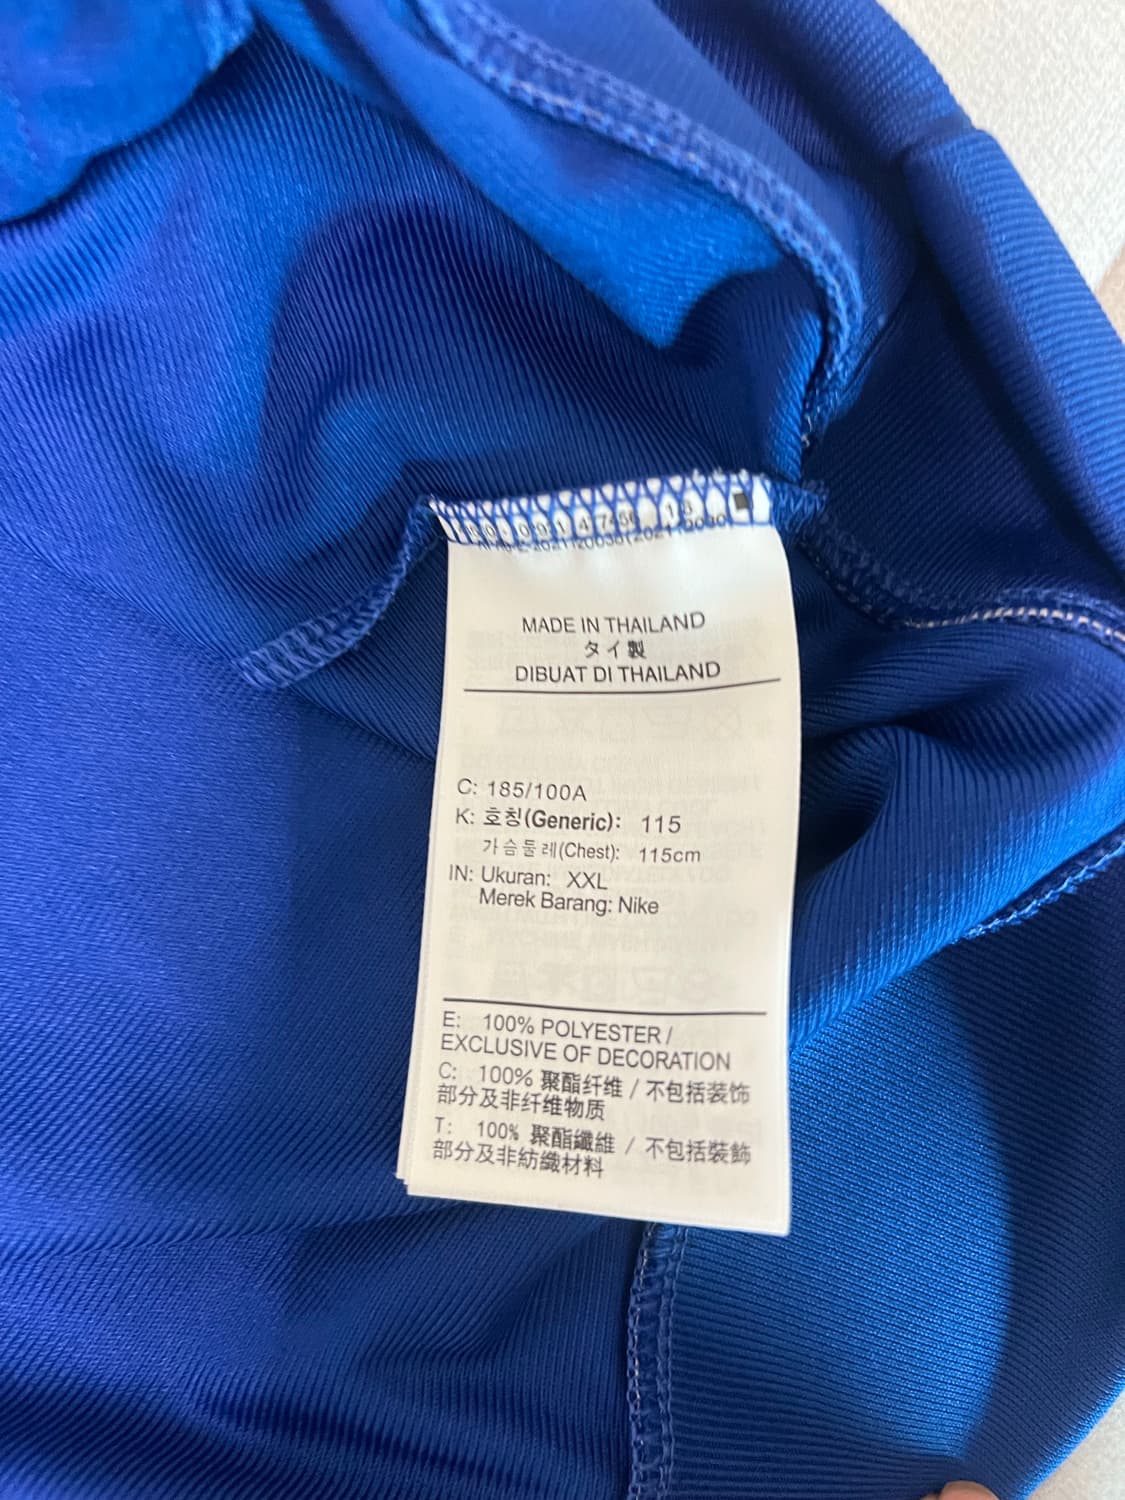 MADE IN THAILAND
タイ製
DIBUAT DI THAILAND
C: 185/100A
K: 호칭(Generic): 115
가슴둘레(Chest): 115cm
IN: Ukuran: XXL
Merek Barang: Nike
E: 100% POLYESTER /
EXCLUSIVE OF DECORATION
C: 100% 聚酯纤维 / 不包括装饰
部分及非纤维物质
T: 100% 聚酯纖維 / 不包括裝飾
部分及非紡織材料